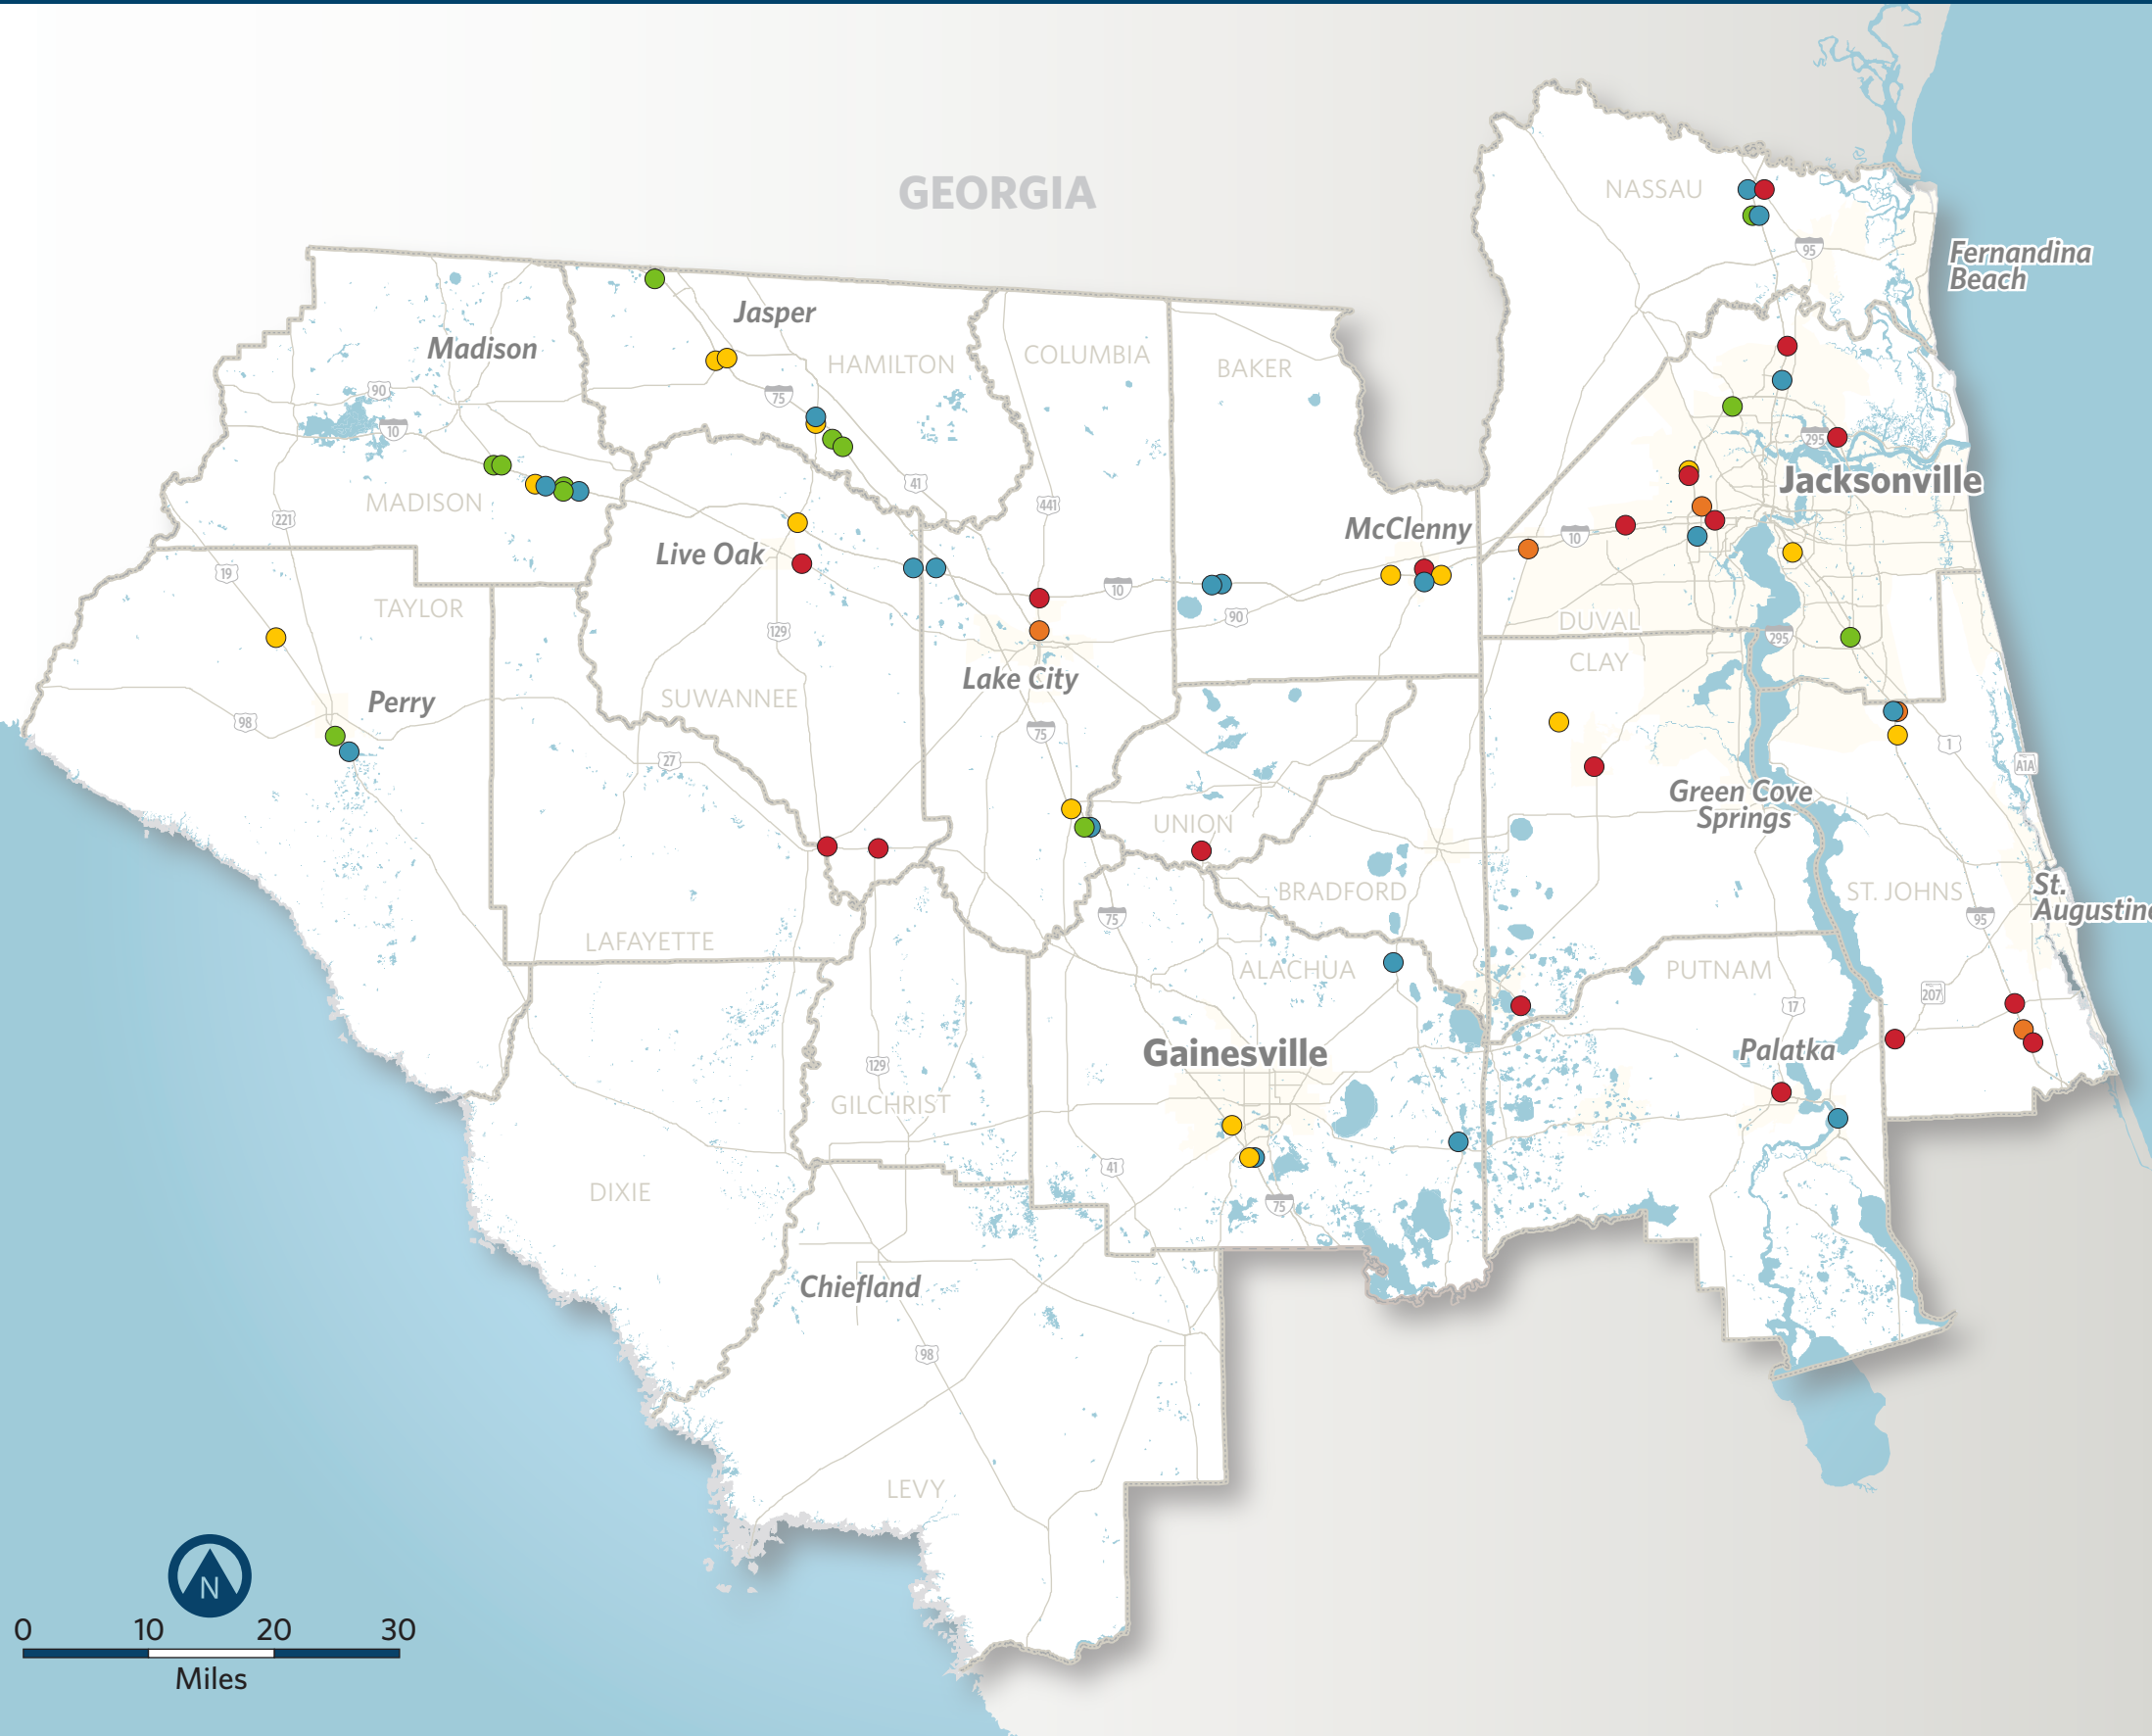 GEORGIA
NASSAU
95
Fernandina
Beach
Jasper
Madison
HAMILTON
COLUMBIA
BAKER
90
75
10
295
Jacksonville
MADISON
41
441
221
McClenny
Live Oak
10
19
10
TAYLOR
90
DUVAL
129
295
CLAY
Lake City
SUWANNEE
Perry
98
75
1
27
A1A
Green Cove
Springs
UNION
BRADFORD
ST. JOHNS
St.
Augustine
75
95
LAFAYETTE
ALACHUA
PUTNAM
207
17
Gainesville
Palatka
129
GILCHRIST
41
DIXIE
75
Chiefland
98
LEVY
N
0 10 20 30
Miles